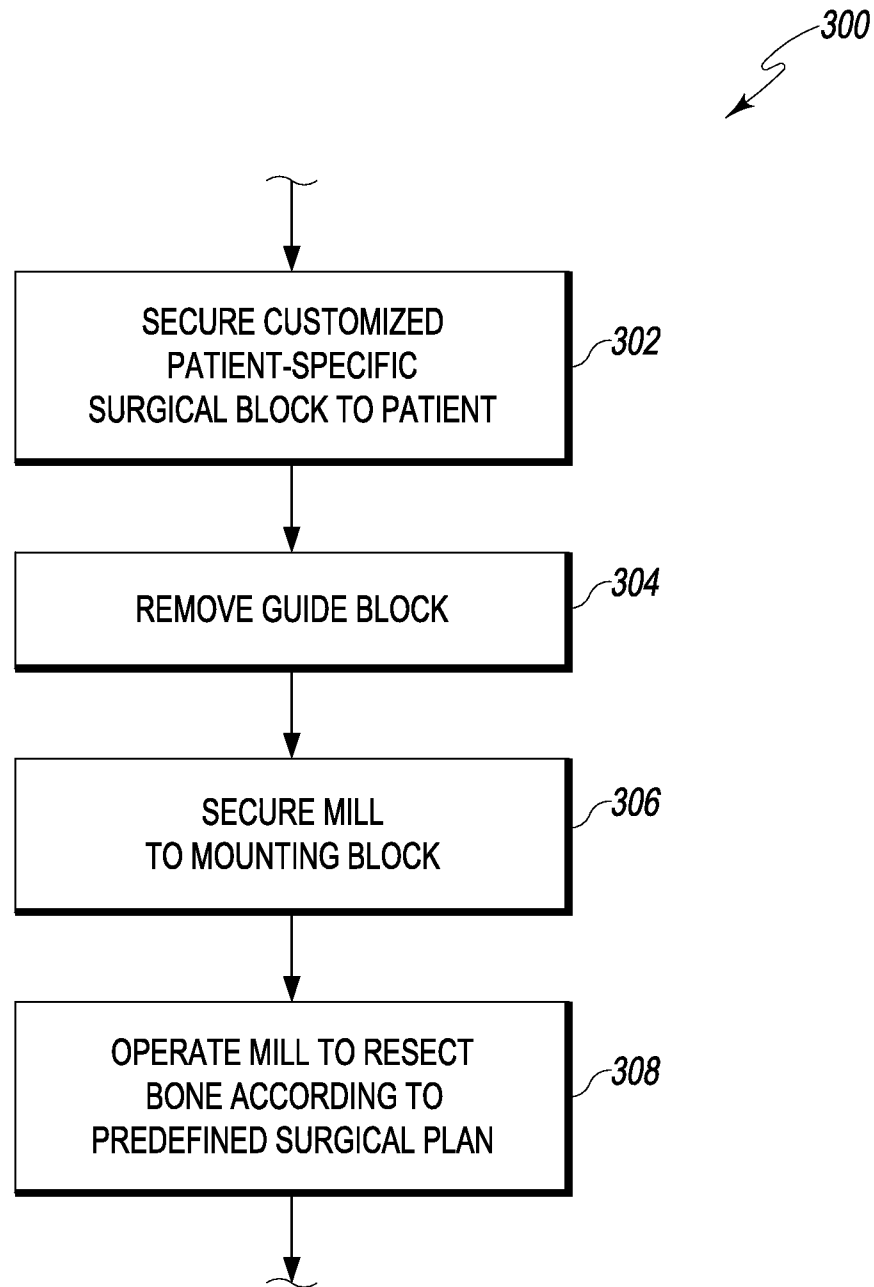 300
SECURE CUSTOMIZED
PATIENT-SPECIFIC
SURGICAL BLOCK TO PATIENT
302
REMOVE GUIDE BLOCK
304
SECURE MILL
TO MOUNTING BLOCK
306
OPERATE MILL TO RESECT
BONE ACCORDING TO
PREDEFINED SURGICAL PLAN
308